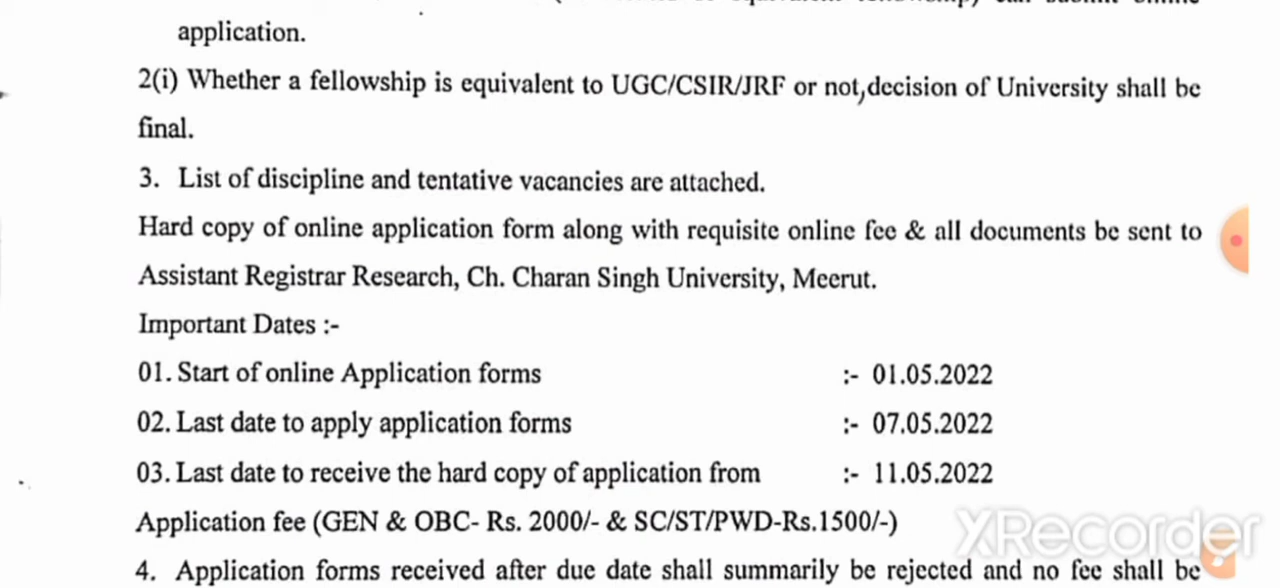 application.
2(i) Whether a fellowship is equivalent to UGC/CSIR/JRF or not,decision of University shall be
final.
3. List of discipline and tentative vacancies are attached.
Hard copy of online application form along with requisite online fee & all documents be sent to
Assistant Registrar Research, Ch. Charan Singh University, Meerut.
Important Dates :-
01. Start of online Application forms :- 01.05.2022
02. Last date to apply application forms :- 07.05.2022
03. Last date to receive the hard copy of application from :- 11.05.2022
Application fee (GEN & OBC- Rs. 2000/- & SC/ST/PWD-Rs.1500/-)
XRecorder
4. Application forms received after due date shall summarily be rejected and no fee shall be